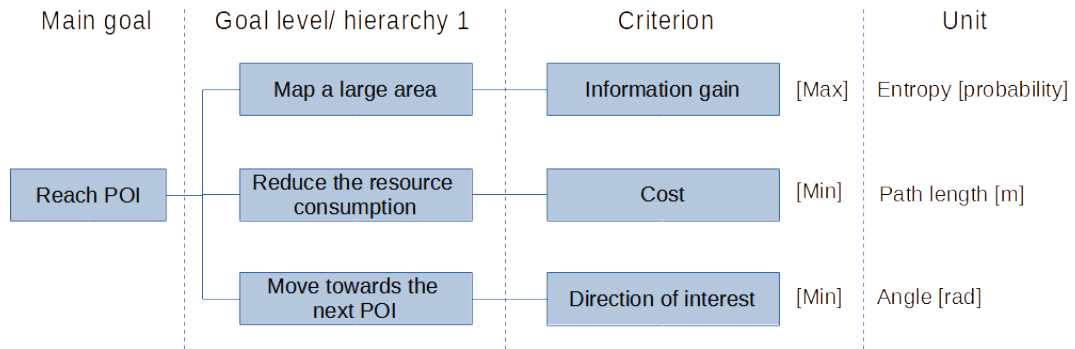 Main goal
Goal level/ hierarchy 1
Criterion
Unit
Map a large area
Information gain
[Max]
Entropy [probability]
Reach POI
Reduce the resource
consumption
Cost
[Min]
Path length [m]
Move towards the
next POI
Direction of interest
[Min]
Angle [rad]